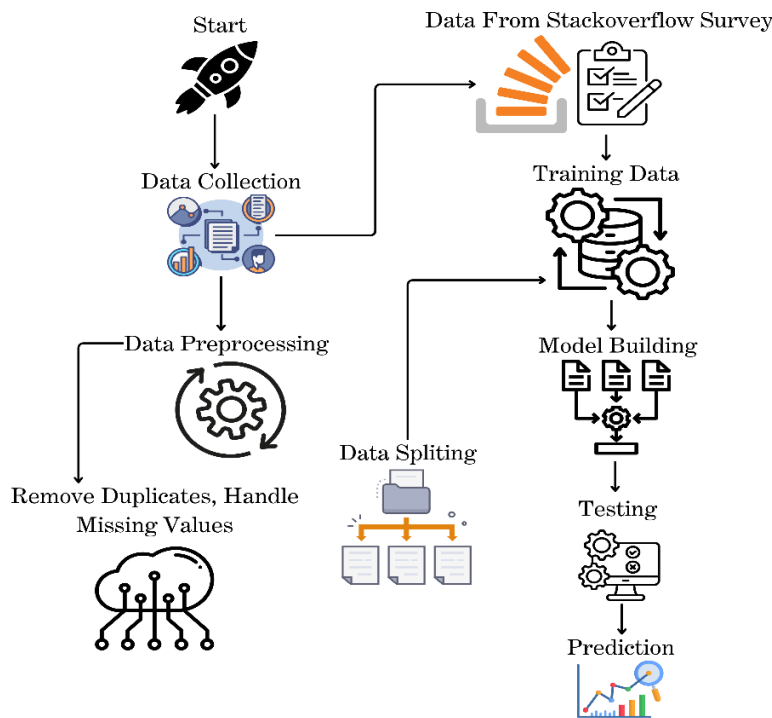 Start
Data From Stackoverflow Survey
Data Collection
Training Data
Data Preprocessing
Model Building
Data Spliting
Remove Duplicates, Handle
Missing Values
Testing
Prediction